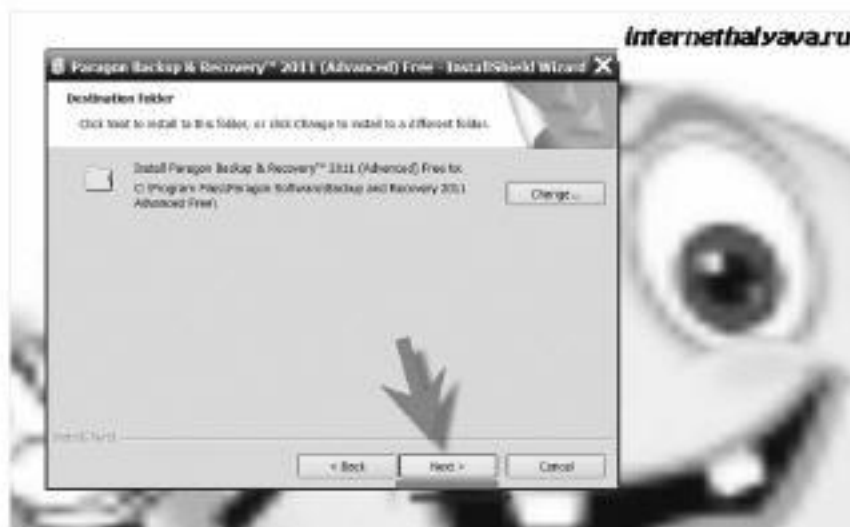 internethalyava.ru
Paragon Backup & Recovery™ 2011 (Advanced) Free - InstallShield Wizard
Destination Folder
Click Next to install to this folder, or click Change to install to a different folder.
Install Paragon Backup & Recovery™ 2011 (Advanced) Free to:
C:\Program Files\Paragon Software\Backup and Recovery 2011
Advanced Free\
Change...
InstallShield
< Back
Next >
Cancel